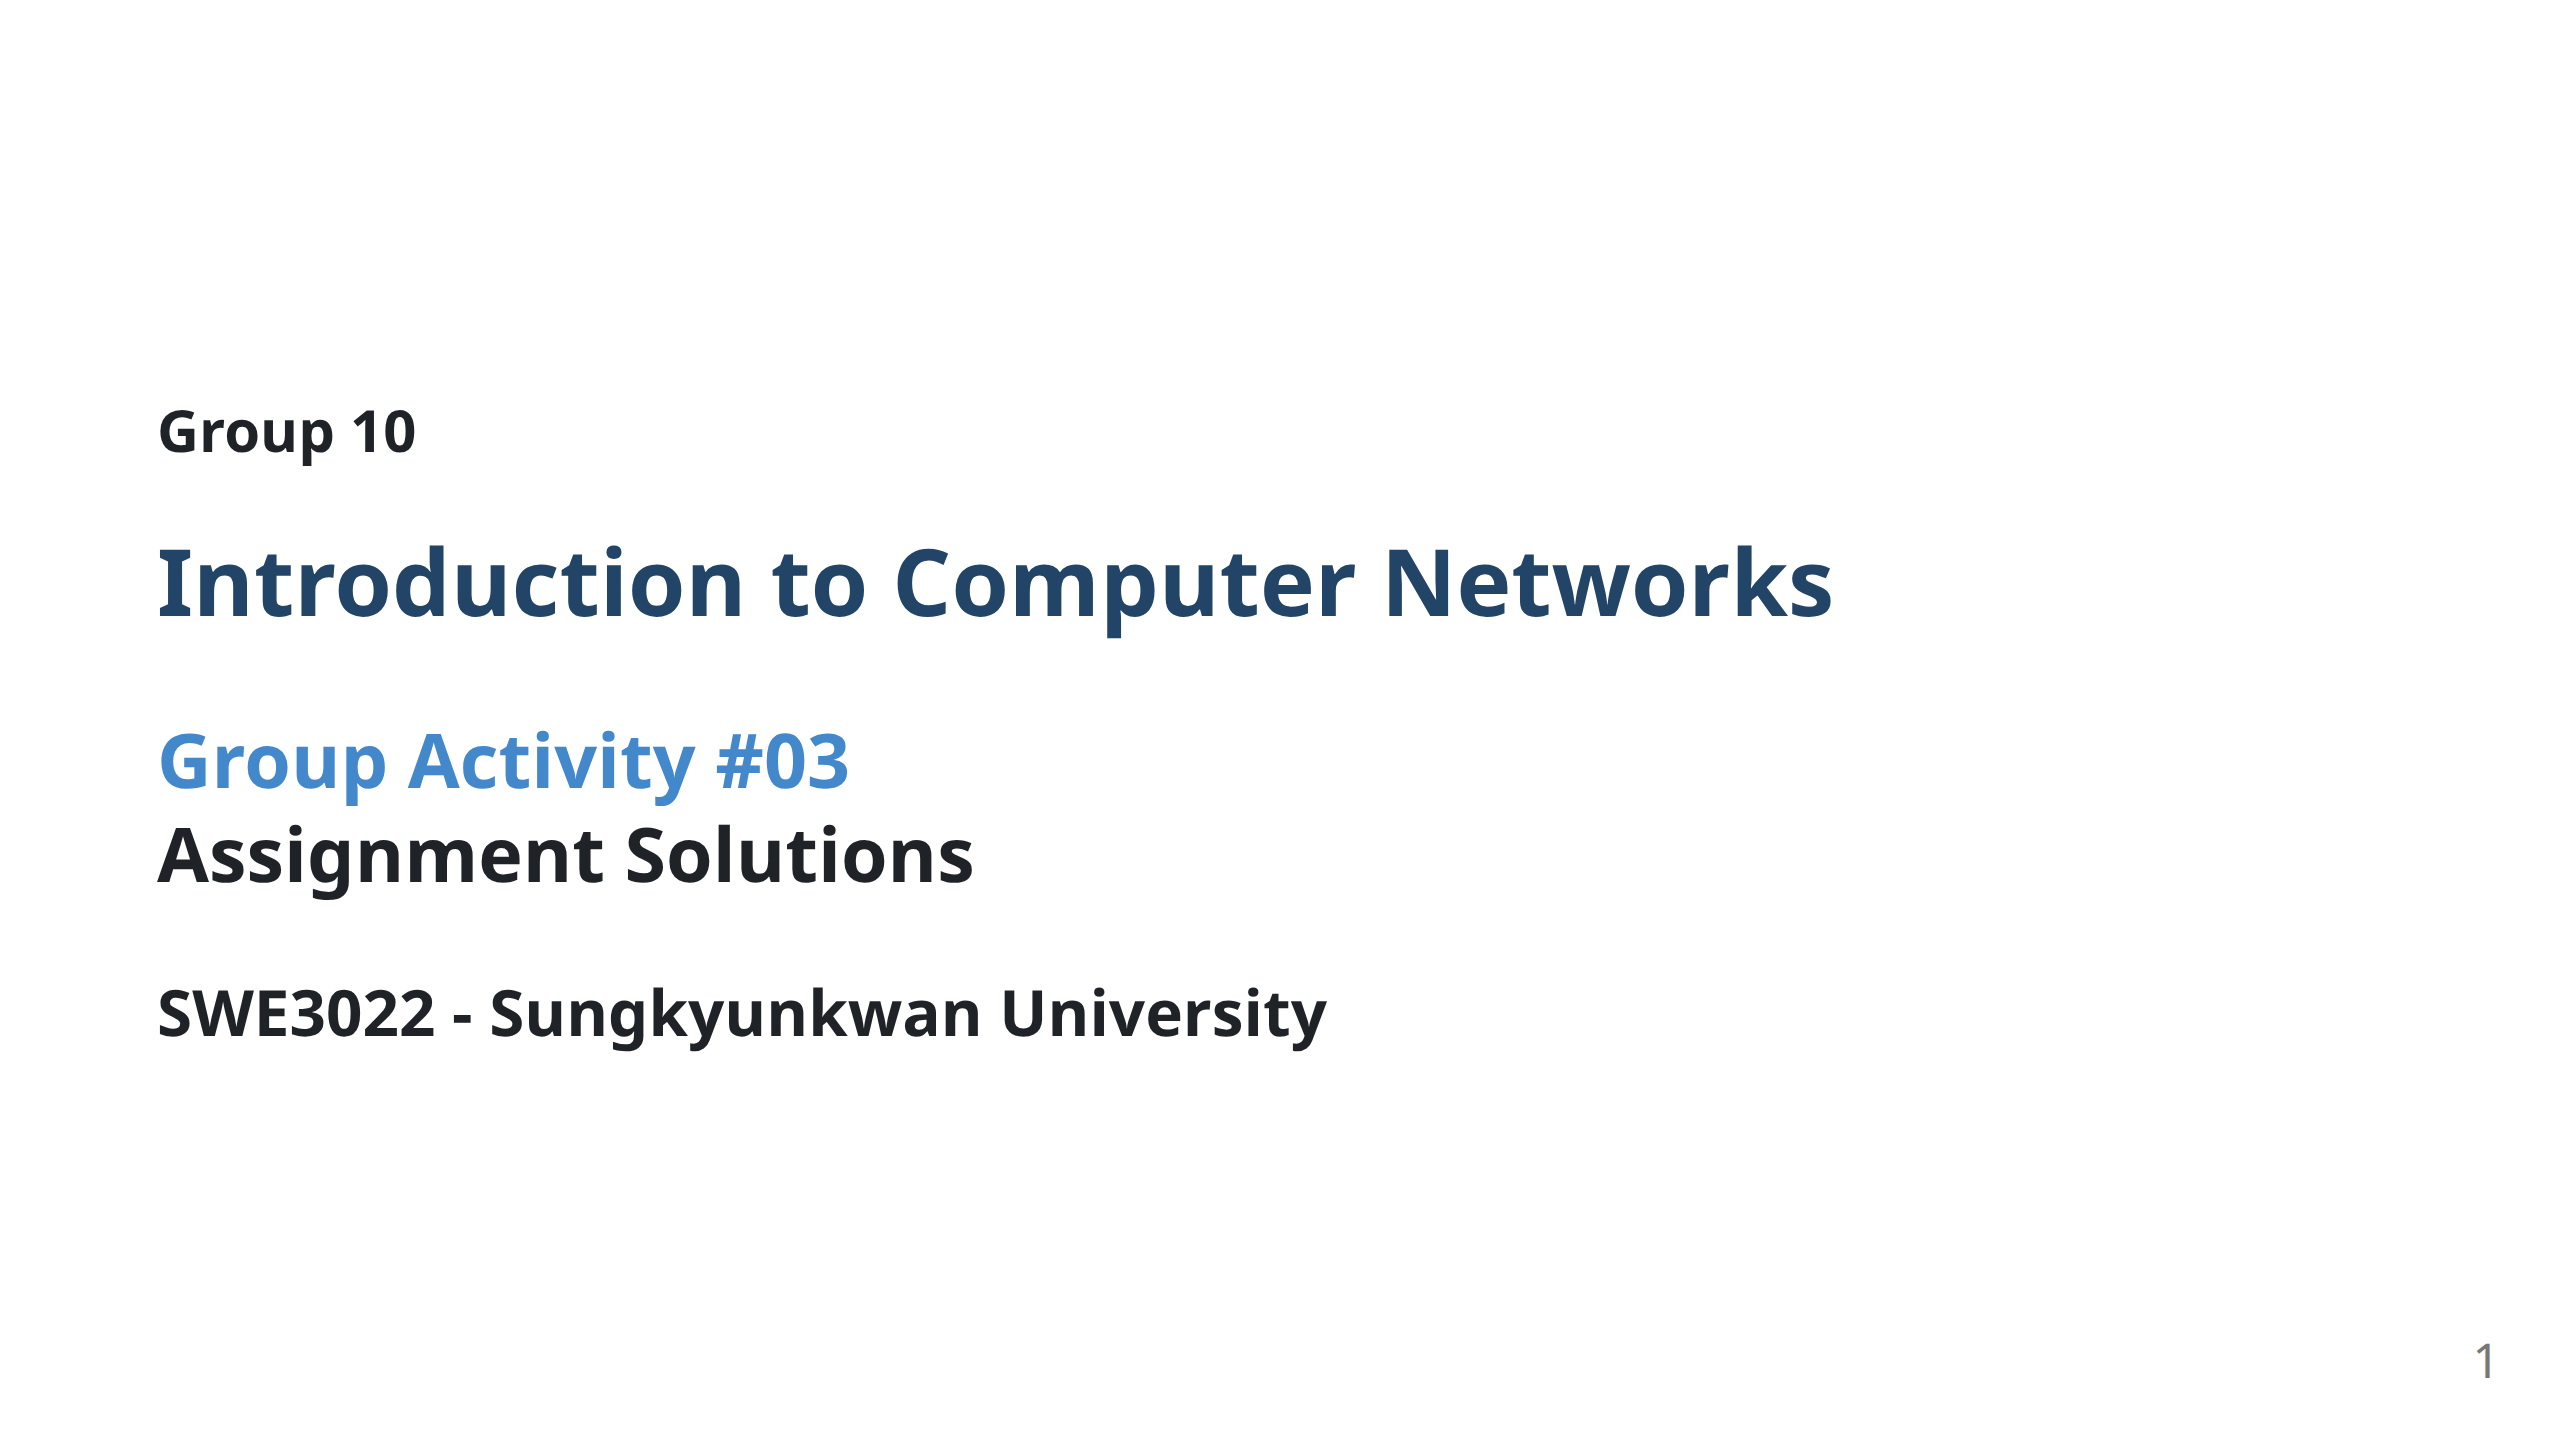 Group 10
Introduction to Computer Networks
Group Activity #03
Assignment Solutions
SWE3022 - Sungkyunkwan University
1